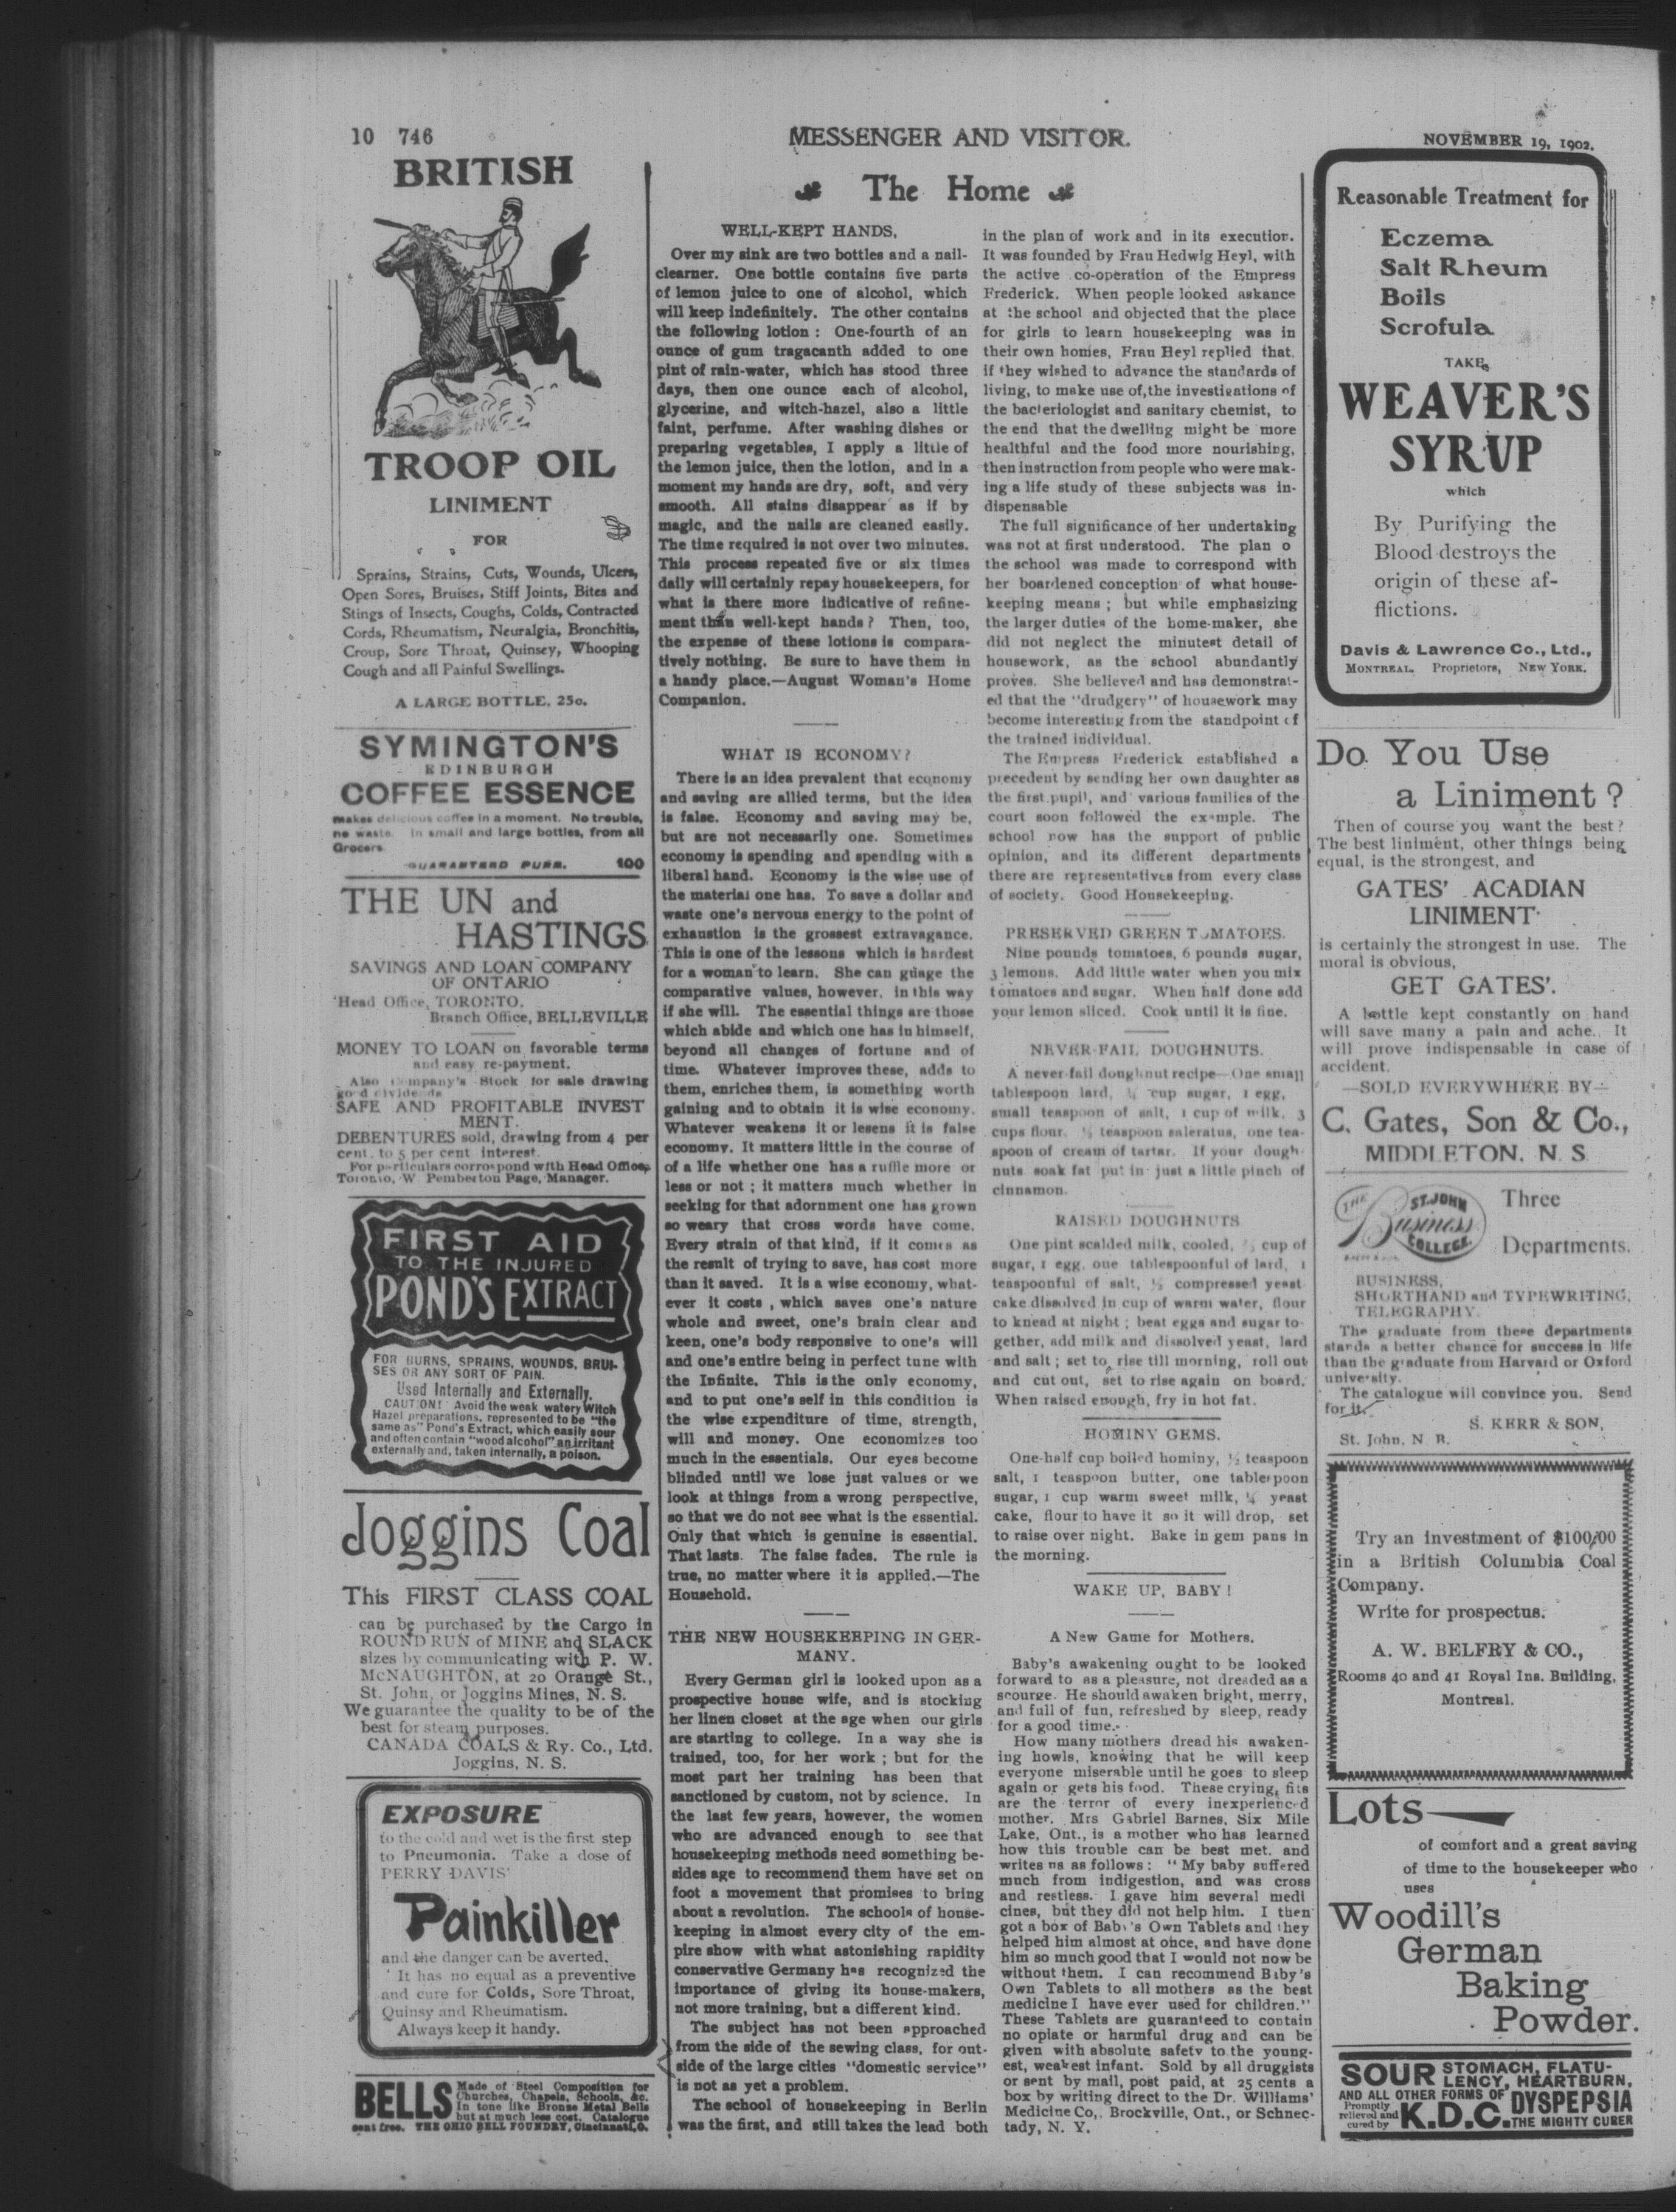 10 746
MESSENGER AND VISITOR.
NOVEMBER 19, 1902.
BRITISH
TROOP OIL
LINIMENT
FOR
Sprains, Strains, Cuts, Wounds, Ulcers,
Open Sores, Bruises, Stiff Joints, Bites and
Stings of Insects, Coughs, Colds, Contracted
Cords, Rheumatism, Neuralgia, Bronchitis,
Croup, Sore Throat, Quinsey, Whooping
Cough and all Painful Swellings.
A LARGE BOTTLE, 25c.
SYMINGTON'S
EDINBURGH
COFFEE ESSENCE
makes delicious coffee in a moment. No trouble,
no waste. In small and large bottles, from all
Grocers.
GUARANTEED PURE. 100
THE UN and
HASTINGS
SAVINGS AND LOAN COMPANY
OF ONTARIO
Head Office, TORONTO.
Branch Office, BELLEVILLE
MONEY TO LOAN on favorable terms
and easy re-payment.
Also Company's Stock for sale drawing
good dividends
SAFE AND PROFITABLE INVEST
MENT.
DEBENTURES sold, drawing from 4 per
cent. to 5 per cent interest.
For particulars correspond with Head Office,
Toronto, W Pemberton Page, Manager.
FIRST AID
TO THE INJURED
POND'S EXTRACT
FOR BURNS, SPRAINS, WOUNDS, BRUI-
SES OR ANY SORT OF PAIN.
Used Internally and Externally.
CAUTION! Avoid the weak watery Witch
Hazel preparations, represented to be "the
same as" Pond's Extract, which easily sour
and often contain "wood alcohol" an irritant
externally and, taken internally, a poison.
Joggins Coal
This FIRST CLASS COAL
can be purchased by the Cargo in
ROUND RUN of MINE and SLACK
sizes by communicating with P. W.
McNAUGHTON, at 20 Orange St.,
St. John, or Joggins Mines, N. S.
We guarantee the quality to be of the
best for steam purposes.
CANADA COALS & Ry. Co., Ltd.
Joggins, N. S.
EXPOSURE
to the cold and wet is the first step
to Pneumonia. Take a dose of
PERRY DAVIS'
Painkiller
and the danger can be averted.
It has no equal as a preventive
and cure for Colds, Sore Throat,
Quinsy and Rheumatism.
Always keep it handy.
BELLS
Made of Steel Composition for
Churches, Chapels, Schools, &c.
In tone like Bronze Metal Bells
but at much less cost. Catalogue
sent free. THE OHIO BELL FOUNDRY, Cincinnati, O.
The Home
WELL-KEPT HANDS,
Over my sink are two bottles and a nail-
clearner. One bottle contains five parts
of lemon juice to one of alcohol, which
will keep indefinitely. The other contains
the following lotion : One-fourth of an
ounce of gum tragacanth added to one
pint of rain-water, which has stood three
days, then one ounce each of alcohol,
glycerine, and witch-hazel, also a little
faint, perfume. After washing dishes or
preparing vegetables, I apply a little of
the lemon juice, then the lotion, and in a
moment my hands are dry, soft, and very
smooth. All stains disappear as if by
magic, and the nails are cleaned easily.
The time required is not over two minutes.
This process repeated five or six times
daily will certainly repay housekeepers, for
what is there more indicative of refine-
ment than well-kept hands? Then, too,
the expense of these lotions is compara-
tively nothing. Be sure to have them in
a handy place.—August Woman's Home
Companion.
WHAT IS ECONOMY?
There is an idea prevalent that economy
and saving are allied terms, but the idea
is false. Economy and saving may be,
but are not necessarily one. Sometimes
economy is spending and spending with a
liberal hand. Economy is the wise use of
the material one has. To save a dollar and
waste one's nervous energy to the point of
exhaustion is the grossest extravagance.
This is one of the lessons which is hardest
for a woman to learn. She can guage the
comparative values, however, in this way
if she will. The essential things are those
which abide and which one has in himself,
beyond all changes of fortune and of
time. Whatever improves these, adds to
them, enriches them, is something worth
gaining and to obtain it is wise economy.
Whatever weakens it or lesens it is false
economy. It matters little in the course of
of a life whether one has a ruffle more or
less or not ; it matters much whether in
seeking for that adornment one has grown
so weary that cross words have come.
Every strain of that kind, if it comes as
the result of trying to save, has cost more
than it saved. It is a wise economy, what-
ever it costs , which saves one's nature
whole and sweet, one's brain clear and
keen, one's body responsive to one's will
and one's entire being in perfect tune with
the Infinite. This is the only economy,
and to put one's self in this condition is
the wise expenditure of time, strength,
will and money. One economizes too
much in the essentials. Our eyes become
blinded until we lose just values or we
look at things from a wrong perspective,
so that we do not see what is the essential.
Only that which is genuine is essential.
That lasts. The false fades. The rule is
true, no matter where it is applied.—The
Household.
THE NEW HOUSEKEEPING IN GER-
MANY.
Every German girl is looked upon as a
prospective house wife, and is stocking
her linen closet at the age when our girls
are starting to college. In a way she is
trained, too, for her work ; but for the
most part her training has been that
sanctioned by custom, not by science. In
the last few years, however, the women
who are advanced enough to see that
housekeeping methods need something be-
sides age to recommend them have set on
foot a movement that promises to bring
about a revolution. The schools of house-
keeping in almost every city of the em-
pire show with what astonishing rapidity
conservative Germany has recognized the
importance of giving its house-makers,
not more training, but a different kind.
The subject has not been approached
from the side of the sewing class, for out-
side of the large cities "domestic service"
is not as yet a problem.
The school of housekeeping in Berlin
was the first, and still takes the lead both
in the plan of work and in its execution.
It was founded by Frau Hedwig Heyl, with
the active co-operation of the Empress
Frederick. When people looked askance
at the school and objected that the place
for girls to learn housekeeping was in
their own homes, Frau Heyl replied that,
if they wished to advance the standards of
living, to make use of, the investigations of
the bacteriologist and sanitary chemist, to
the end that the dwelling might be more
healthful and the food more nourishing,
then instruction from people who were mak-
ing a life study of these subjects was in-
dispensable
The full significance of her undertaking
was not at first understood. The plan o
the school was made to correspond with
her boardened conception of what house-
keeping means ; but while emphasizing
the larger duties of the home-maker, she
did not neglect the minutest detail of
housework, as the school abundantly
proves. She believed and has demonstrat-
ed that the "drudgery" of housework may
become interesting from the standpoint of
the trained individual.
The Empress Frederick established a
precedent by sending her own daughter as
the first pupil, and various families of the
court soon followed the example. The
school now has the support of public
opinion, and its different departments
there are representatives from every class
of society. Good Housekeeping.
PRESERVED GREEN TOMATOES.
Nine pounds tomatoes, 6 pounds sugar,
3 lemons. Add little water when you mix
tomatoes and sugar. When half done add
your lemon sliced. Cook until it is fine.
NEVER-FAIL DOUGHNUTS.
A never-fail doughnut recipe—One small
tablespoon lard, cup sugar, 1 egg,
small teaspoon of salt, 1 cup of milk, 3
cups flour, ½ teaspoon saleratus, one tea-
spoon of cream of tartar. If your dough-
nuts soak fat put in just a little pinch of
cinnamon.
RAISED DOUGHNUTS
One pint scalded milk, cooled, cup of
sugar, 1 egg, one tablespoonful of lard, 1
teaspoonful of salt, ½ compressed yeast
cake dissolved in cup of warm water, flour
to knead at night ; beat eggs and sugar to-
gether, add milk and dissolved yeast, lard
and salt ; set to rise till morning, roll out
and cut out, set to rise again on board.
When raised enough, fry in hot fat.
HOMINY GEMS.
One-half cup boiled hominy, ½ teaspoon
salt, 1 teaspoon butter, one tablespoon
sugar, 1 cup warm sweet milk, ¼ yeast
cake, flour to have it so it will drop, set
to raise over night. Bake in gem pans in
the morning.
WAKE UP, BABY !
A New Game for Mothers.
Baby's awakening ought to be looked
forward to as a pleasure, not dreaded as a
scourge. He should awaken bright, merry,
and full of fun, refreshed by sleep, ready
for a good time.
How many mothers dread his awaken-
ing howls, knowing that he will keep
everyone miserable until he goes to sleep
again or gets his food. These crying, fits
are the terror of every inexperienced
mother. Mrs Gabriel Barnes, Six Mile
Lake, Ont., is a mother who has learned
how this trouble can be best met, and
writes us as follows : "My baby suffered
much from indigestion, and was cross
and restless. I gave him several medi
cines, but they did not help him. I then
got a box of Baby's Own Tablets and they
helped him almost at once, and have done
him so much good that I would not now be
without them. I can recommend Baby's
Own Tablets to all mothers as the best
medicine I have ever used for children."
These Tablets are guaranteed to contain
no opiate or harmful drug and can be
given with absolute safety to the young-
est, weakest infant. Sold by all druggists
or sent by mail, post paid, at 25 cents a
box by writing direct to the Dr. Williams'
Medicine Co,. Brockville, Ont., or Schnec-
tady, N. Y.
Reasonable Treatment for
Eczema
Salt Rheum
Boils
Scrofula
TAKE
WEAVER'S
SYRUP
which
By Purifying the
Blood destroys the
origin of these af-
flictions.
Davis & Lawrence Co., Ltd.,
MONTREAL. Proprietors, NEW YORK.
Do You Use
a Liniment ?
Then of course you want the best?
The best liniment, other things being
equal, is the strongest, and
GATES' ACADIAN
LINIMENT
is certainly the strongest in use. The
moral is obvious,
GET GATES'.
A bottle kept constantly on hand
will save many a pain and ache. It
will prove indispensable in case of
accident.
—SOLD EVERYWHERE BY—
C. Gates, Son & Co.,
MIDDLETON. N. S
THE
ST. JOHN
Business
COLLEGE.
Three
Departments.
BUSINESS,
SHORTHAND and TYPEWRITING,
TELEGRAPHY.
The graduate from these departments
stands a better chance for success in life
than the graduate from Harvard or Oxford
university.
The catalogue will convince you. Send
for it.
S. KERR & SON,
St. John, N. B.
Try an investment of $100,00
in a British Columbia Coal
Company.
Write for prospectus.
A. W. BELFRY & CO.,
Rooms 40 and 41 Royal Ins. Building,
Montreal.
Lots
of comfort and a great saving
of time to the housekeeper who
uses
Woodill's
German
Baking
Powder.
SOUR STOMACH, FLATU-
LENCY, HEARTBURN,
AND ALL OTHER FORMS OF DYSPEPSIA
Promptly
relieved and
cured by K.D.C. THE MIGHTY CURER